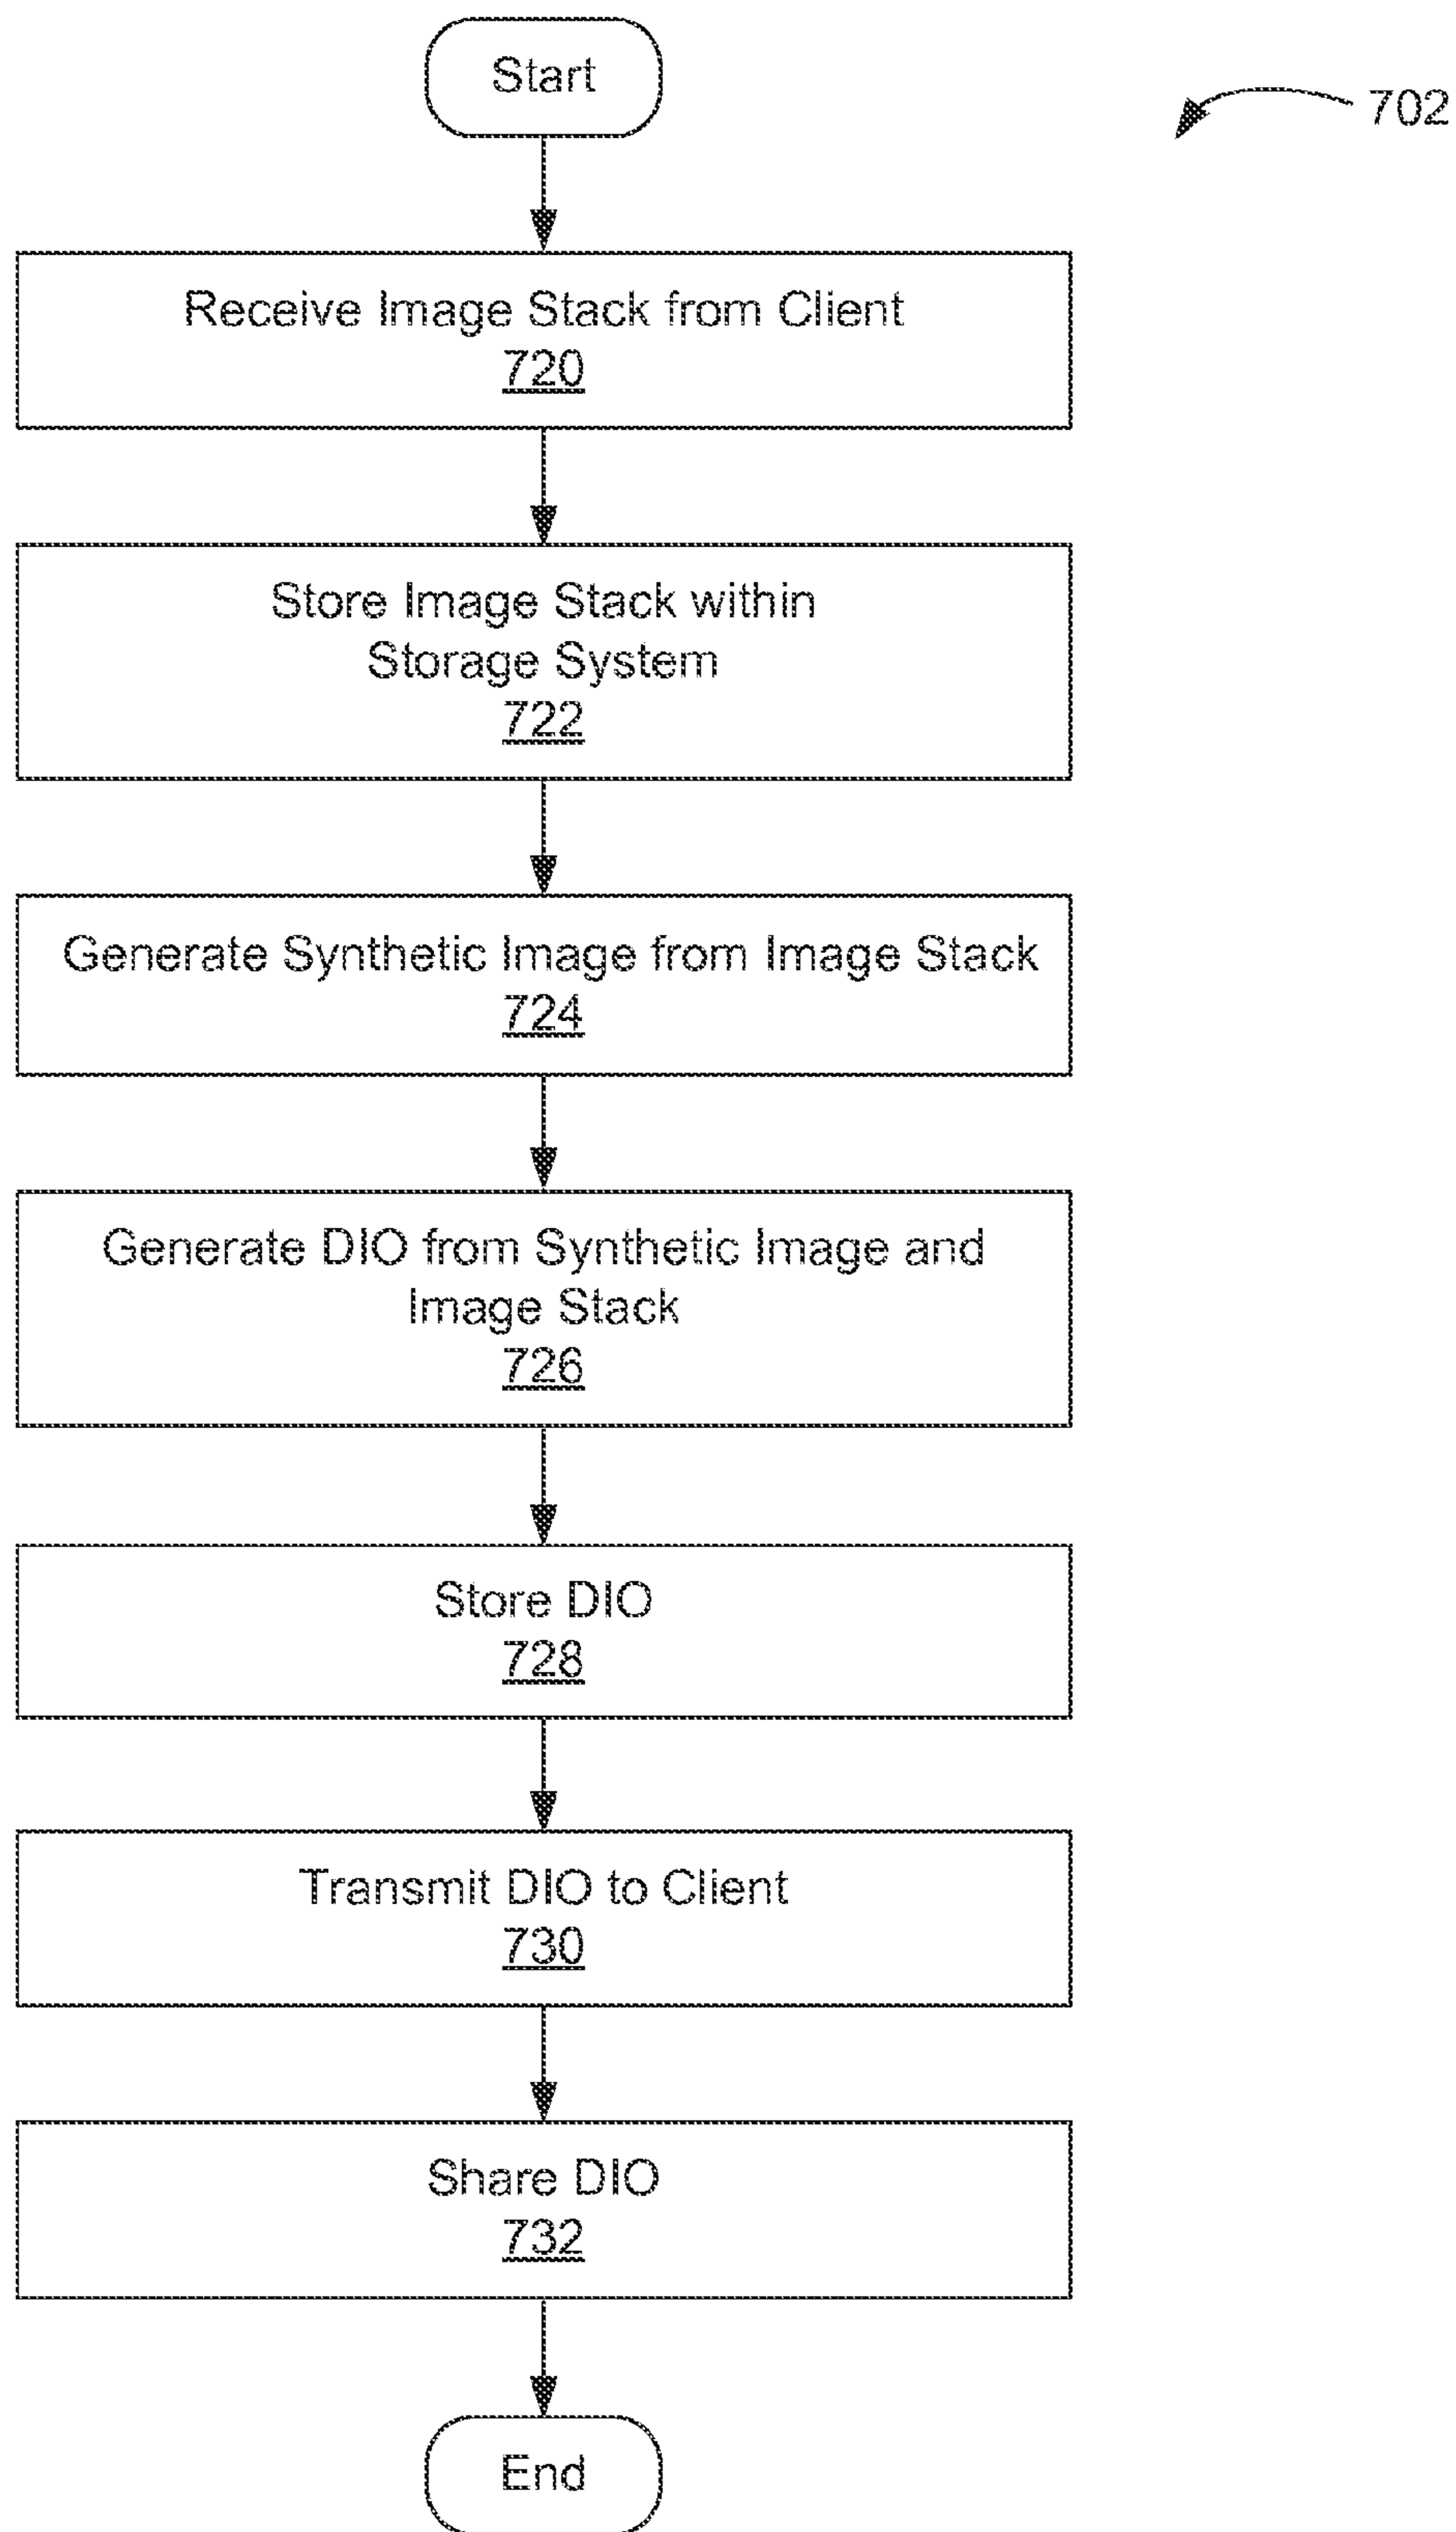 Start
702
Receive Image Stack from Client
720
Store Image Stack within
Storage System
722
Generate Synthetic Image from Image Stack
724
Generate DIO from Synthetic Image and
Image Stack
726
Store DIO
728
Transmit DIO to Client
730
Share DIO
732
End